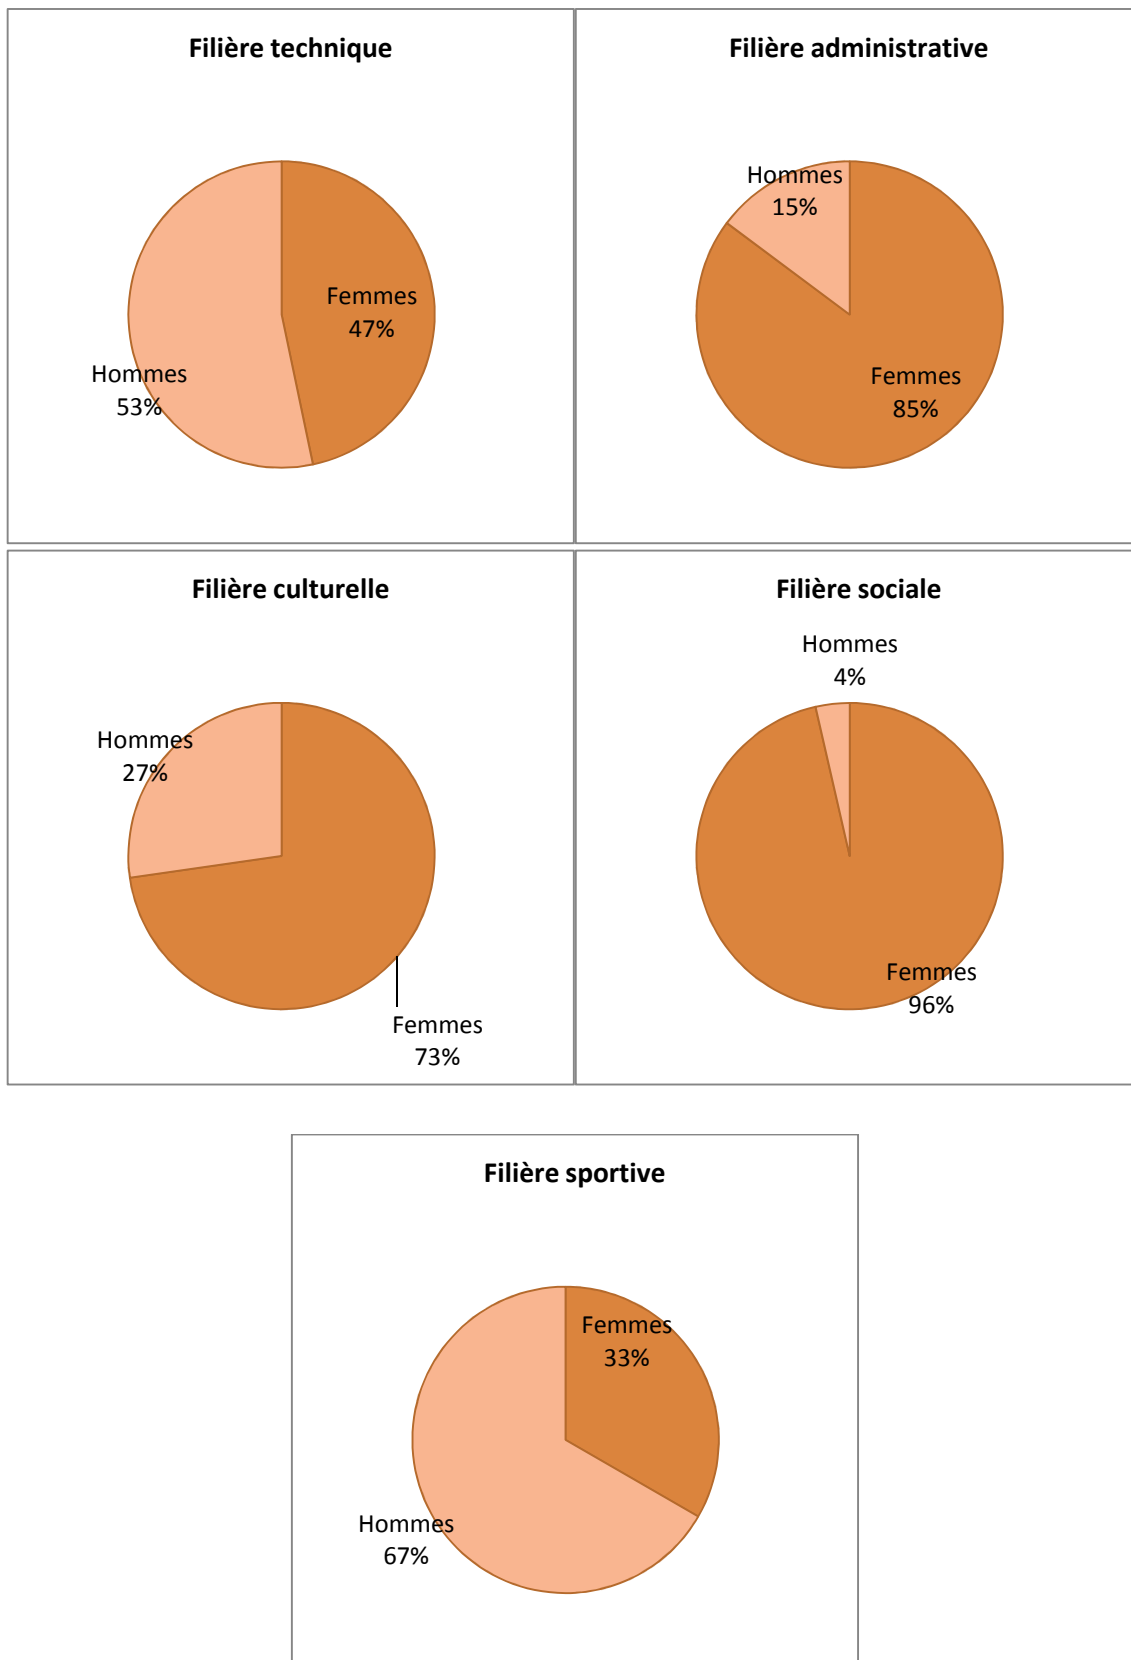 Filière technique
Femmes
47%
Hommes
53%
Filière administrative
Hommes
15%
Femmes
85%
Filière culturelle
Hommes
27%
Femmes
73%
Filière sociale
Hommes
4%
Femmes
96%
Filière sportive
Femmes
33%
Hommes
67%